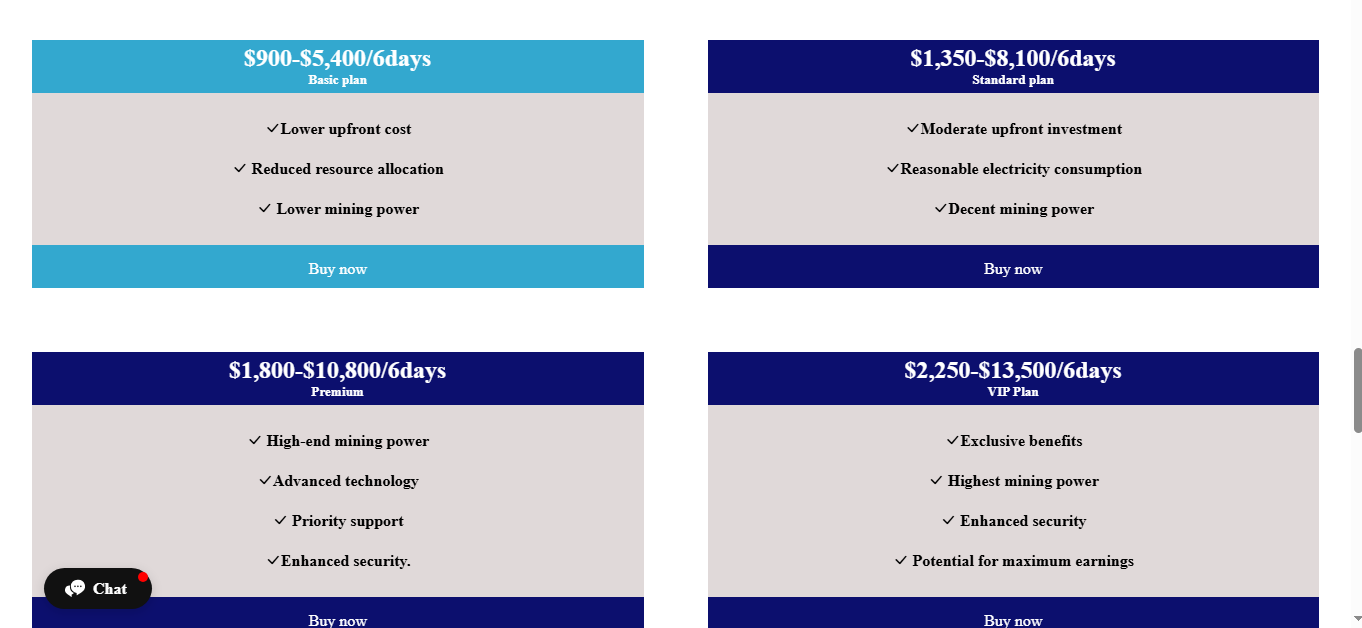 $900-$5,400/6days
Basic plan
Lower upfront cost
Reduced resource allocation
Lower mining power
Buy now
$1,350-$8,100/6days
Standard plan
Moderate upfront investment
Reasonable electricity consumption
Decent mining power
Buy now
$1,800-$10,800/6days
Premium
High-end mining power
Advanced technology
Priority support
Enhanced security.
Buy now
$2,250-$13,500/6days
VIP Plan
Exclusive benefits
Highest mining power
Enhanced security
Potential for maximum earnings
Buy now
Chat